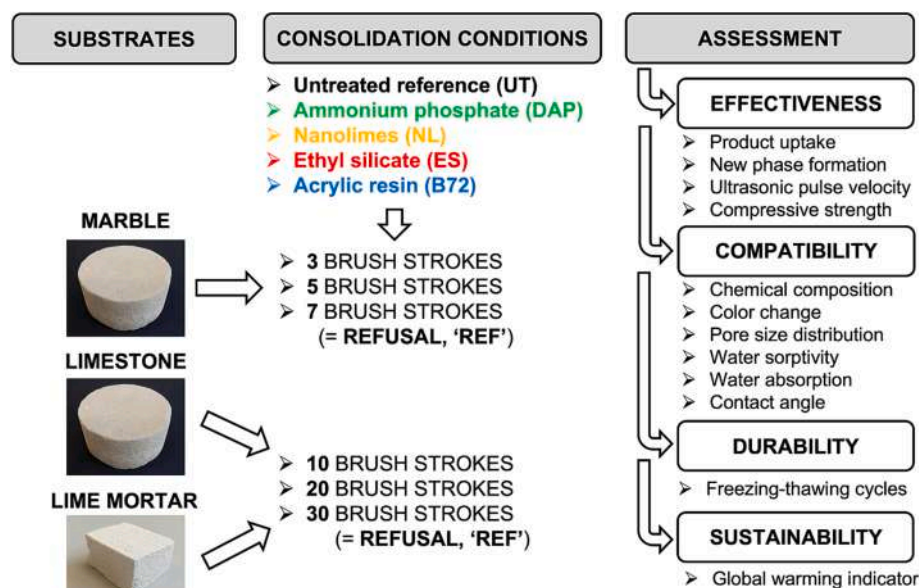 SUBSTRATES
CONSOLIDATION CONDITIONS
➢ Untreated reference (UT)
➢ Ammonium phosphate (DAP)
➢ Nanolimes (NL)
➢ Ethyl silicate (ES)
➢ Acrylic resin (B72)
MARBLE
➢ 3 BRUSH STROKES
➢ 5 BRUSH STROKES
➢ 7 BRUSH STROKES
(= REFUSAL, ‘REF’)
LIMESTONE
LIME MORTAR
➢ 10 BRUSH STROKES
➢ 20 BRUSH STROKES
➢ 30 BRUSH STROKES
(= REFUSAL, ‘REF’)
ASSESSMENT
EFFECTIVENESS
➢ Product uptake
➢ New phase formation
➢ Ultrasonic pulse velocity
➢ Compressive strength
COMPATIBILITY
➢ Chemical composition
➢ Color change
➢ Pore size distribution
➢ Water sorptivity
➢ Water absorption
➢ Contact angle
DURABILITY
➢ Freezing-thawing cycles
SUSTAINABILITY
➢ Global warming indicator